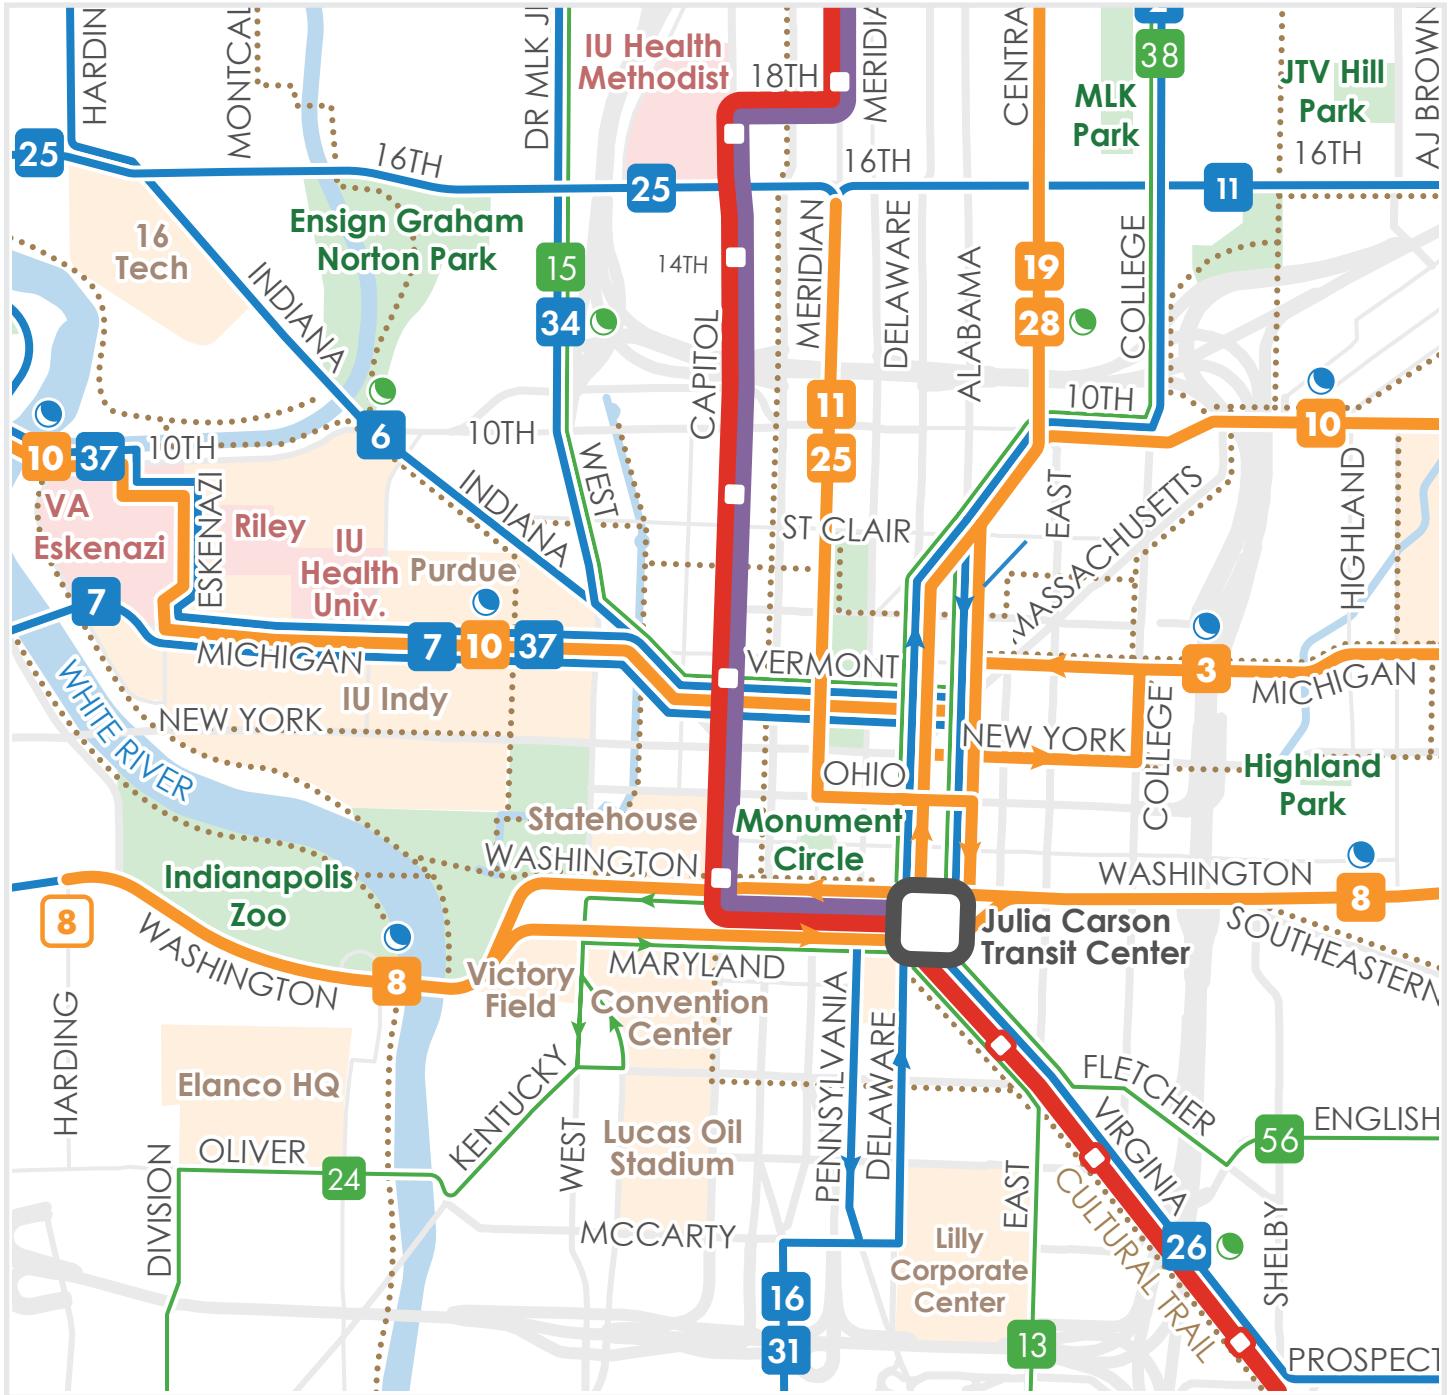 HARDIN
MONTCAL
DR MLK JR
IU Health
Methodist
18TH
MERIDIA
CENTRA
38
MLK
Park
JTV Hill
Park
AJ BROWN
25
16TH
25
16TH
11
16TH
16
Tech
Ensign Graham
Norton Park
INDIANA
15
34
14TH
CAPITOL
MERIDIAN
DELAWARE
ALABAMA
19
28
COLLEGE
11
25
10TH
10
6
10
37
10TH
10TH
WEST
INDIANA
VA
Eskenazi
ESKENAZI
Riley
IU
Health
Univ.
Purdue
ST CLAIR
EAST
MASSACHUSETTS
HIGHLAND
7
7
10
37
MICHIGAN
IU Indy
VERMONT
3
MICHIGAN
WHITE RIVER
NEW YORK
NEW YORK
COLLEGE
OHIO
Highland
Park
Statehouse
Monument
Circle
WASHINGTON
WASHINGTON
8
Indianapolis
Zoo
8
WASHINGTON
8
Julia Carson
Transit Center
SOUTHEASTERN
Victory
Field
MARYLAND
Convention
Center
HARDING
Elanco HQ
KENTUCKY
PENNSYLVANIA
DELAWARE
FLETCHER
VIRGINIA
56
ENGLISH
OLIVER
24
DIVISION
WEST
Lucas Oil
Stadium
EAST
CULTURAL TRAIL
MCCARTY
Lilly
Corporate
Center
26
SHELBY
16
31
13
PROSPECT